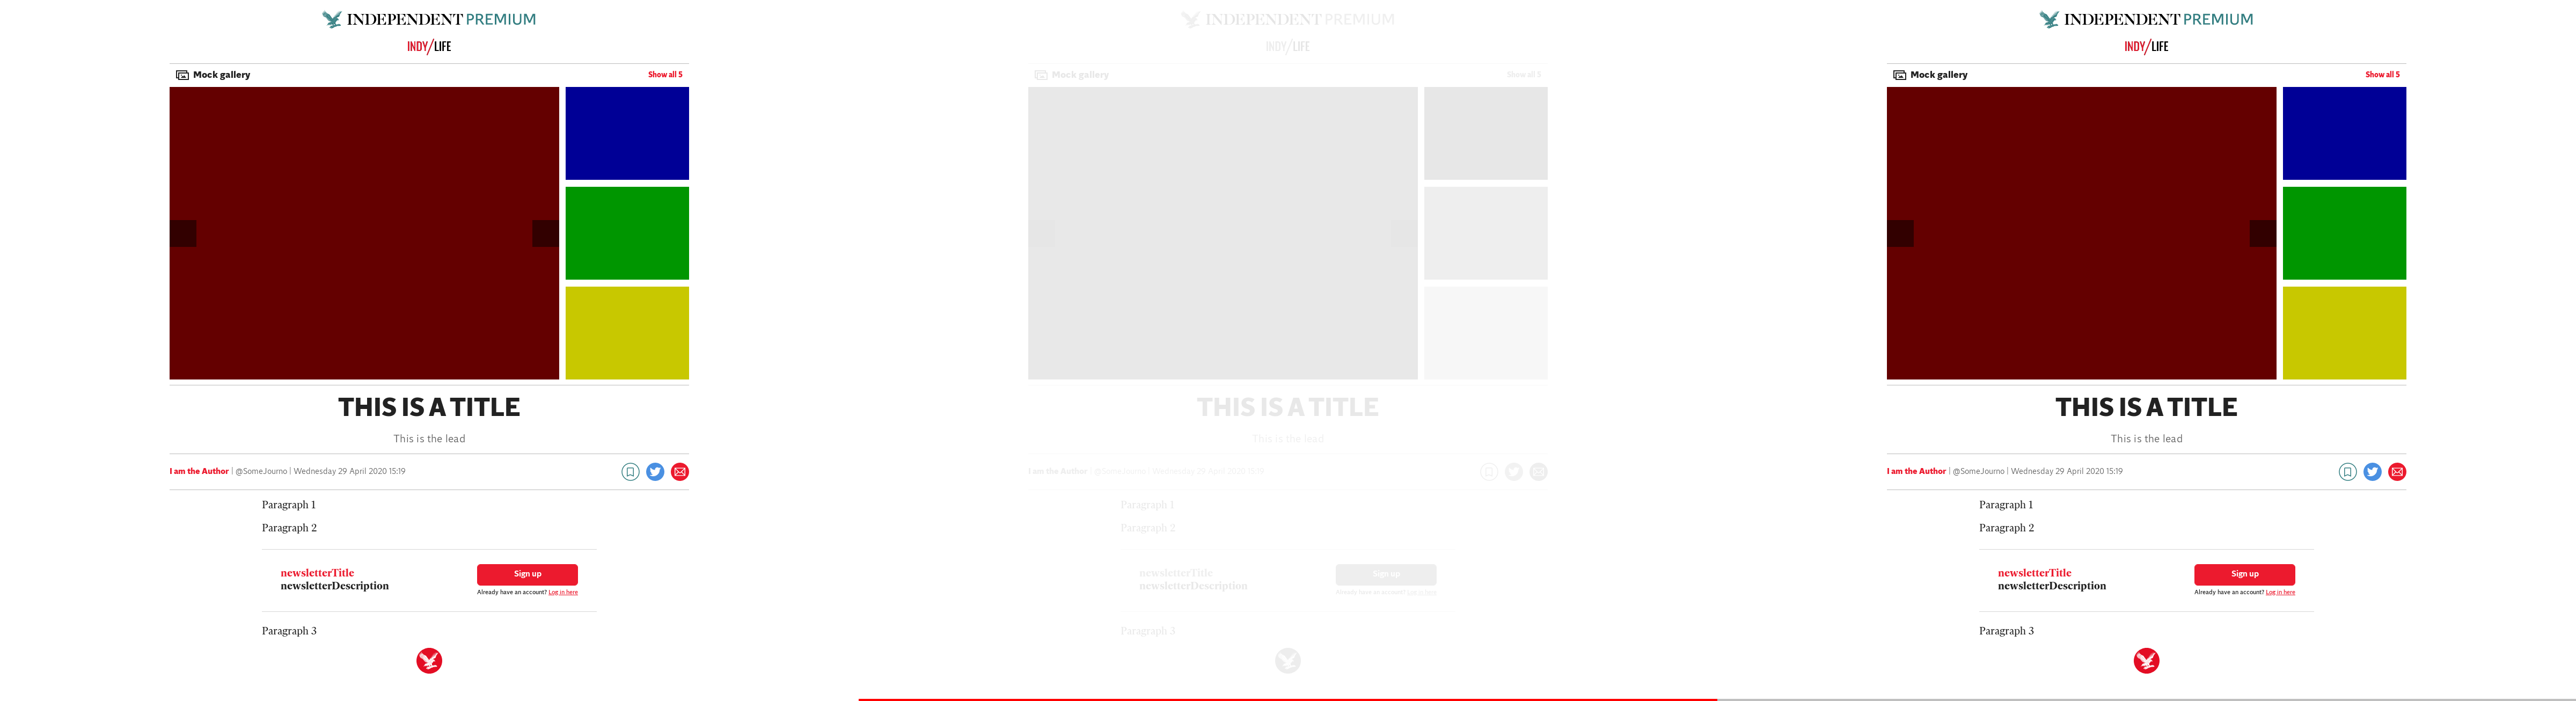 INDEPENDENT PREMIUM
INDY/LIFE
Mock gallery Show all 5
THIS IS A TITLE
This is the lead
I am the Author | @SomeJourno | Wednesday 29 April 2020 15:19
Paragraph 1
Paragraph 2
newsletterTitle
newsletterDescription
Sign up
Already have an account? Log in here
Paragraph 3
INDEPENDENT PREMIUM
INDY/LIFE
Mock gallery Show all 5
THIS IS A TITLE
This is the lead
I am the Author | @SomeJourno | Wednesday 29 April 2020 15:19
Paragraph 1
Paragraph 2
newsletterTitle
newsletterDescription
Sign up
Already have an account? Log in here
Paragraph 3
INDEPENDENT PREMIUM
INDY/LIFE
Mock gallery Show all 5
THIS IS A TITLE
This is the lead
I am the Author | @SomeJourno | Wednesday 29 April 2020 15:19
Paragraph 1
Paragraph 2
newsletterTitle
newsletterDescription
Sign up
Already have an account? Log in here
Paragraph 3